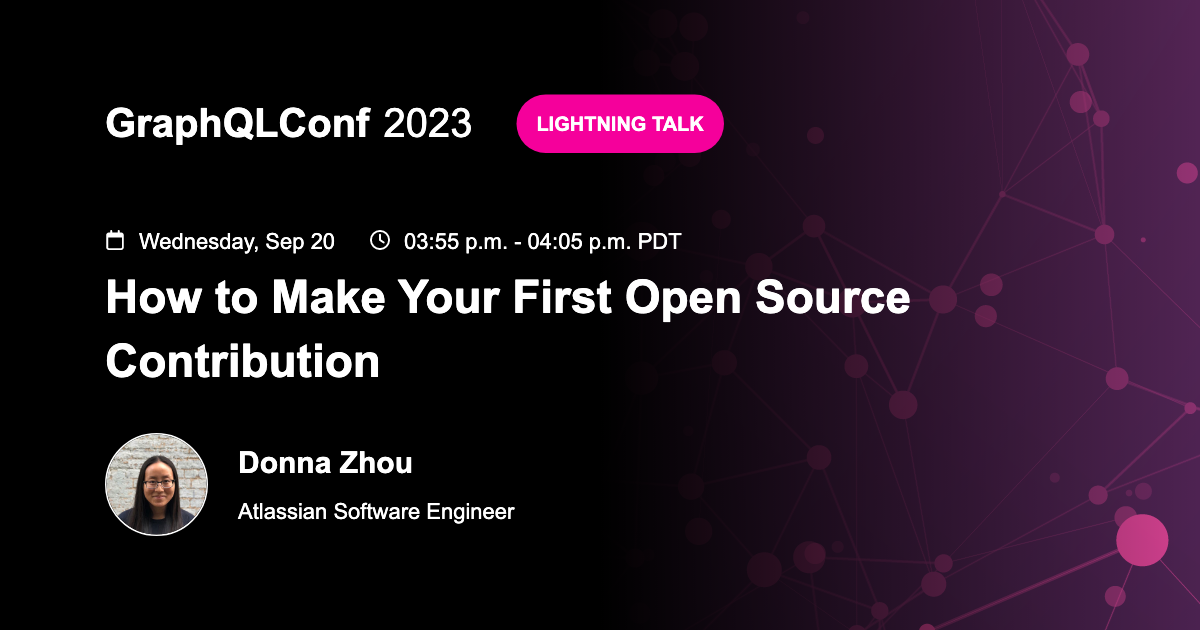 GraphQLConf 2023
LIGHTNING TALK
Wednesday, Sep 20
03:55 p.m. - 04:05 p.m. PDT
How to Make Your First Open Source
Contribution
Donna Zhou
Atlassian Software Engineer